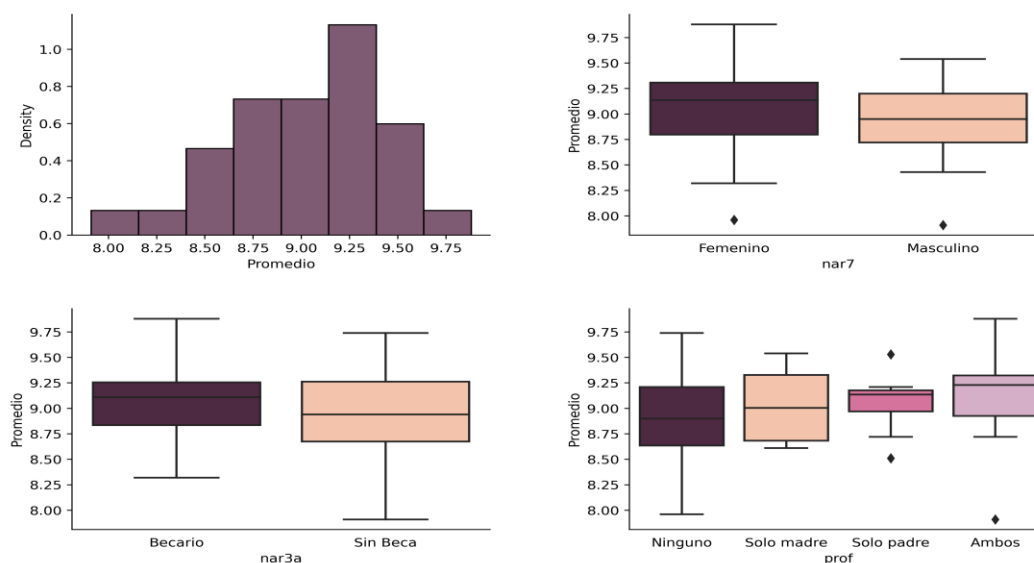 1.0
0.8
0.6
0.4
0.2
0.0
Density
8.00 8.25 8.50 8.75 9.00 9.25 9.50 9.75
Promedio
9.75
9.50
9.25
9.00
8.75
8.50
8.25
8.00
Promedio
Femenino Masculino
nar7
9.75
9.50
9.25
9.00
8.75
8.50
8.25
8.00
Promedio
Becario Sin Beca
nar3a
9.75
9.50
9.25
9.00
8.75
8.50
8.25
8.00
Promedio
Ninguno Solo madre Solo padre Ambos
prof